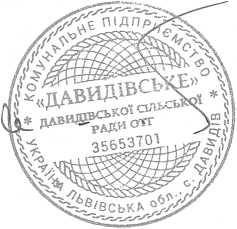 КОМУНАЛЬНЕ ПІДПРИЄМСТВО
«ДАВИДІВСЬКЕ»
ДАВИДІВСЬКОЇ СІЛЬСЬКОЇ
РАДИ ОТГ
35653701
* УКРАЇНА ЛЬВІВСЬКА обл., с. ДАВИДІВ *